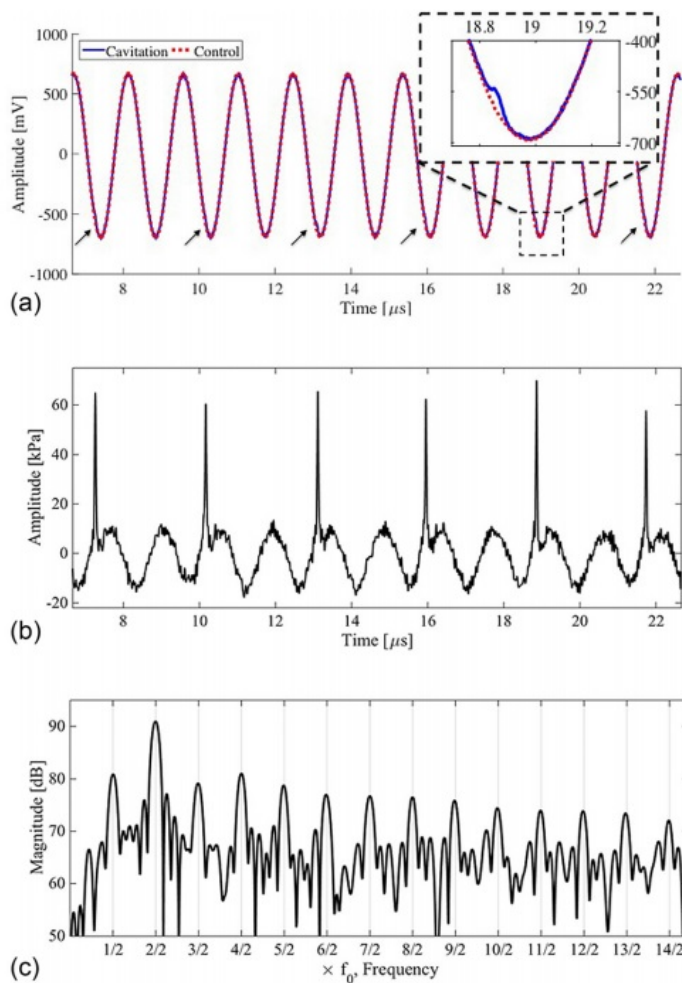 18.8 19 19.2
1000
Cavitation Control
-400
500
-550
0
-700
-500
-1000
Amplitude [mV]
8 10 12 14 16 18 20 22
(a)
Time [μs]
60
40
20
0
-20
Amplitude [kPa]
8 10 12 14 16 18 20 22
(b)
Time [μs]
90
80
70
60
50
Magnitude [dB]
1/2 2/2 3/2 4/2 5/2 6/2 7/2 8/2 9/2 10/2 11/2 12/2 13/2 14/2
(c)
× f₀, Frequency